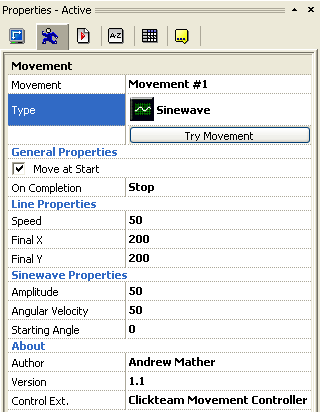 Properties - Active
A-Z
Movement
Movement Movement #1
Type Sinewave
Try Movement
General Properties
Move at Start
On Completion Stop
Line Properties
Speed 50
Final X 200
Final Y 200
Sinewave Properties
Amplitude 50
Angular Velocity 50
Starting Angle 0
About
Author Andrew Mather
Version 1.1
Control Ext. Clickteam Movement Controller